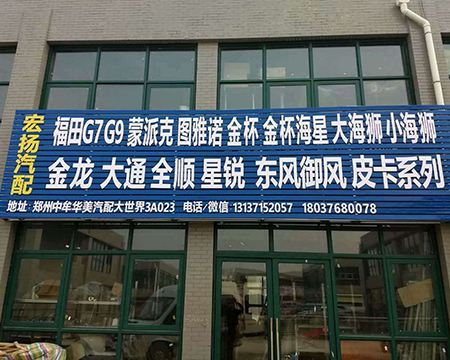 宏扬汽配
福田G7G9 蒙派克 图雅诺 金杯 金杯海星 大海狮 小海狮
金龙 大通 全顺 星锐 东风御风 皮卡系列
地址：郑州中牟华美汽配大世界3A023 电话/微信 13137152057 18037680078